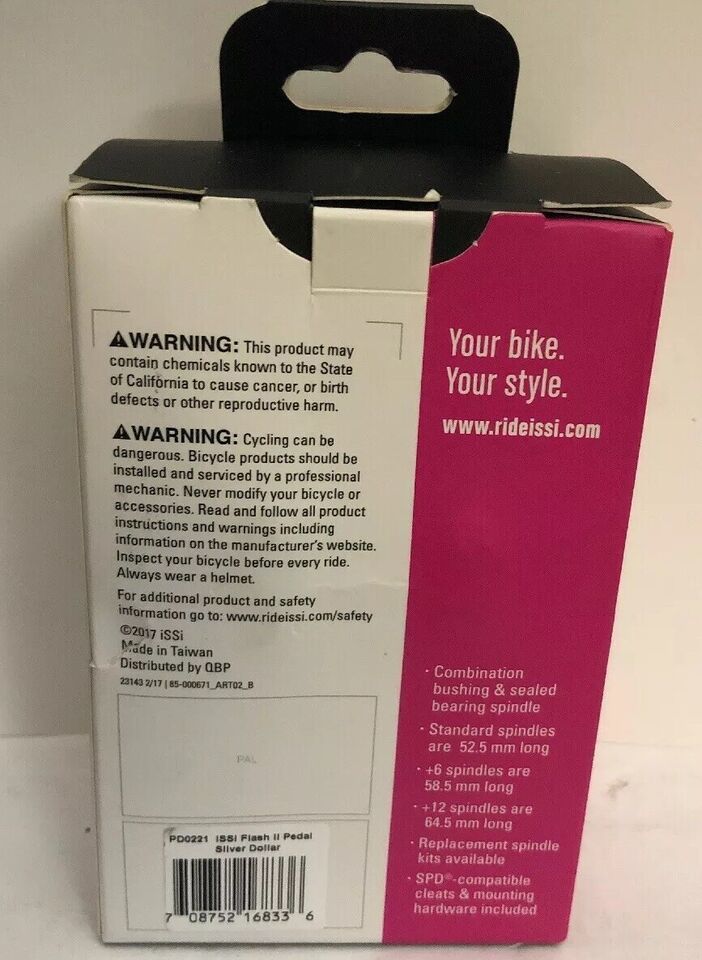 ⚠WARNING: This product may
contain chemicals known to the State
of California to cause cancer, or birth
defects or other reproductive harm.
⚠WARNING: Cycling can be
dangerous. Bicycle products should be
installed and serviced by a professional
mechanic. Never modify your bicycle or
accessories. Read and follow all product
instructions and warnings including
information on the manufacturer's website.
Inspect your bicycle before every ride.
Always wear a helmet.
For additional product and safety
information go to: www.rideissi.com/safety
©2017 iSSi
Made in Taiwan
Distributed by QBP
23143 2/17 | 85-000671_ART02_B
PAL
PD0221 iSSi Flash II Pedal
Silver Dollar
7 08752 16833 6
Your bike.
Your style.
www.rideissi.com
· Combination
bushing & sealed
bearing spindle
· Standard spindles
are 52.5 mm long
· +6 spindles are
58.5 mm long
· +12 spindles are
64.5 mm long
· Replacement spindle
kits available
· SPD®-compatible
cleats & mounting
hardware included